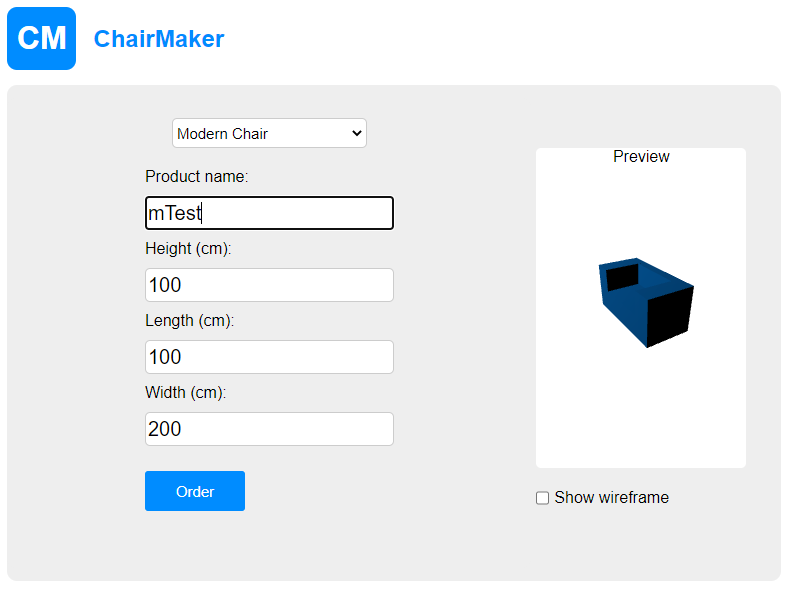 CM ChairMaker
Modern Chair
Preview
Product name:
mTest
Height (cm):
100
Length (cm):
100
Width (cm):
200
Order
Show wireframe